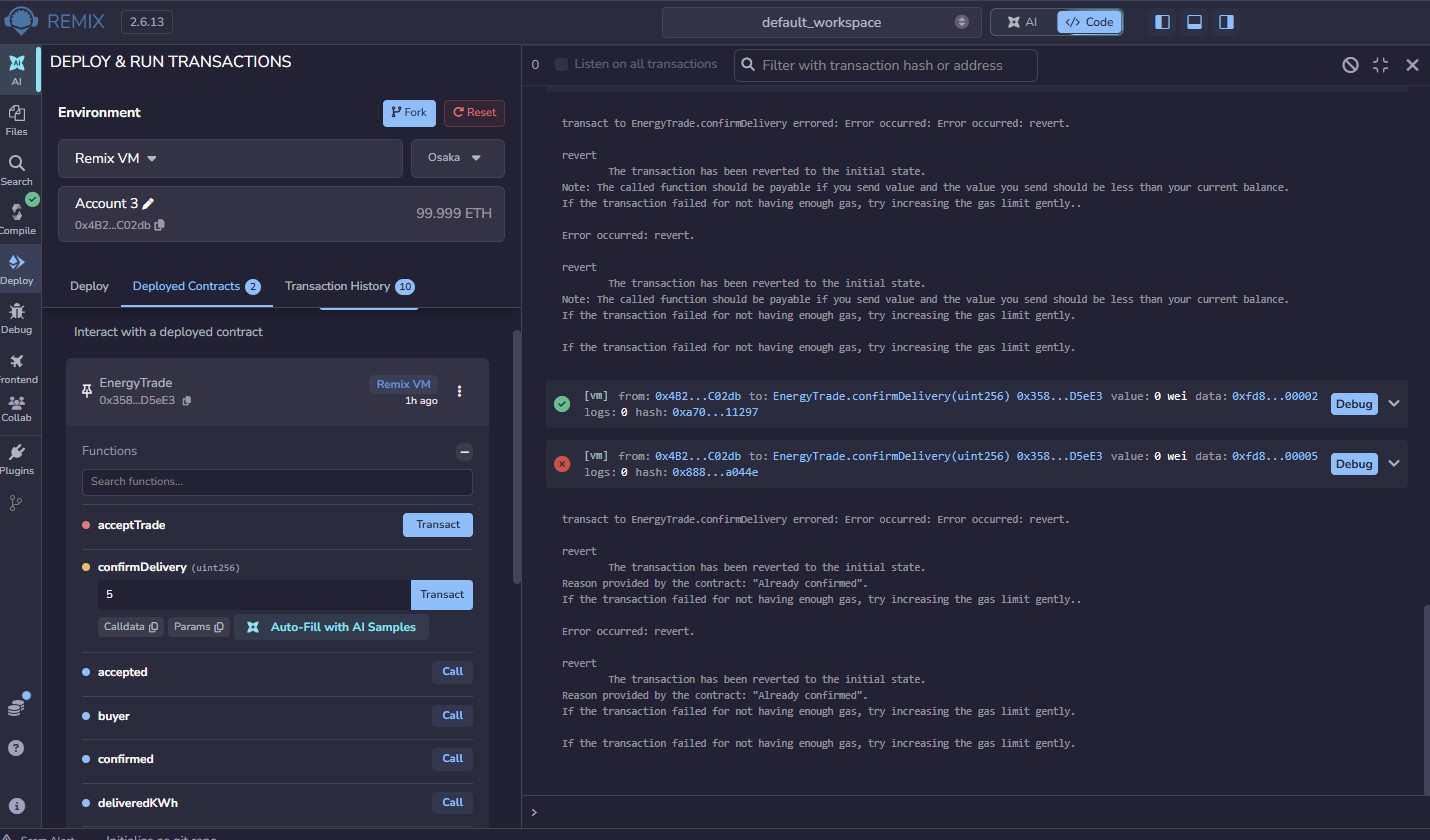 REMIX
2.6.13
default_workspace
AI
Code
AI
Files
Search
Compile
Deploy
Debug
Frontend
Collab
Plugins
DEPLOY & RUN TRANSACTIONS
Environment
Fork
Reset
Remix VM
Osaka
Account 3
0x4B2...C02db
99.999 ETH
Deploy
Deployed Contracts 2
Transaction History 10
Interact with a deployed contract
EnergyTrade
0x358...D5eE3
Remix VM
1h ago
Functions
Search functions...
acceptTrade
Transact
confirmDelivery (uint256)
5
Transact
Calldata
Params
Auto-Fill with AI Samples
accepted
Call
buyer
Call
confirmed
Call
deliveredKWh
Call
0
Listen on all transactions
Filter with transaction hash or address
transact to EnergyTrade.confirmDelivery errored: Error occurred: Error occurred: revert.
revert
The transaction has been reverted to the initial state.
Note: The called function should be payable if you send value and the value you send should be less than your current balance.
If the transaction failed for not having enough gas, try increasing the gas limit gently..
Error occurred: revert.
revert
The transaction has been reverted to the initial state.
Note: The called function should be payable if you send value and the value you send should be less than your current balance.
If the transaction failed for not having enough gas, try increasing the gas limit gently.
If the transaction failed for not having enough gas, try increasing the gas limit gently.
[vm] from: 0x4B2...C02db to: EnergyTrade.confirmDelivery(uint256) 0x358...D5eE3 value: 0 wei data: 0xfd8...00002
logs: 0 hash: 0xa70...11297
Debug
[vm] from: 0x4B2...C02db to: EnergyTrade.confirmDelivery(uint256) 0x358...D5eE3 value: 0 wei data: 0xfd8...00005
logs: 0 hash: 0x888...a044e
Debug
transact to EnergyTrade.confirmDelivery errored: Error occurred: Error occurred: revert.
revert
The transaction has been reverted to the initial state.
Reason provided by the contract: "Already confirmed".
If the transaction failed for not having enough gas, try increasing the gas limit gently..
Error occurred: revert.
revert
The transaction has been reverted to the initial state.
Reason provided by the contract: "Already confirmed".
If the transaction failed for not having enough gas, try increasing the gas limit gently.
If the transaction failed for not having enough gas, try increasing the gas limit gently.
>